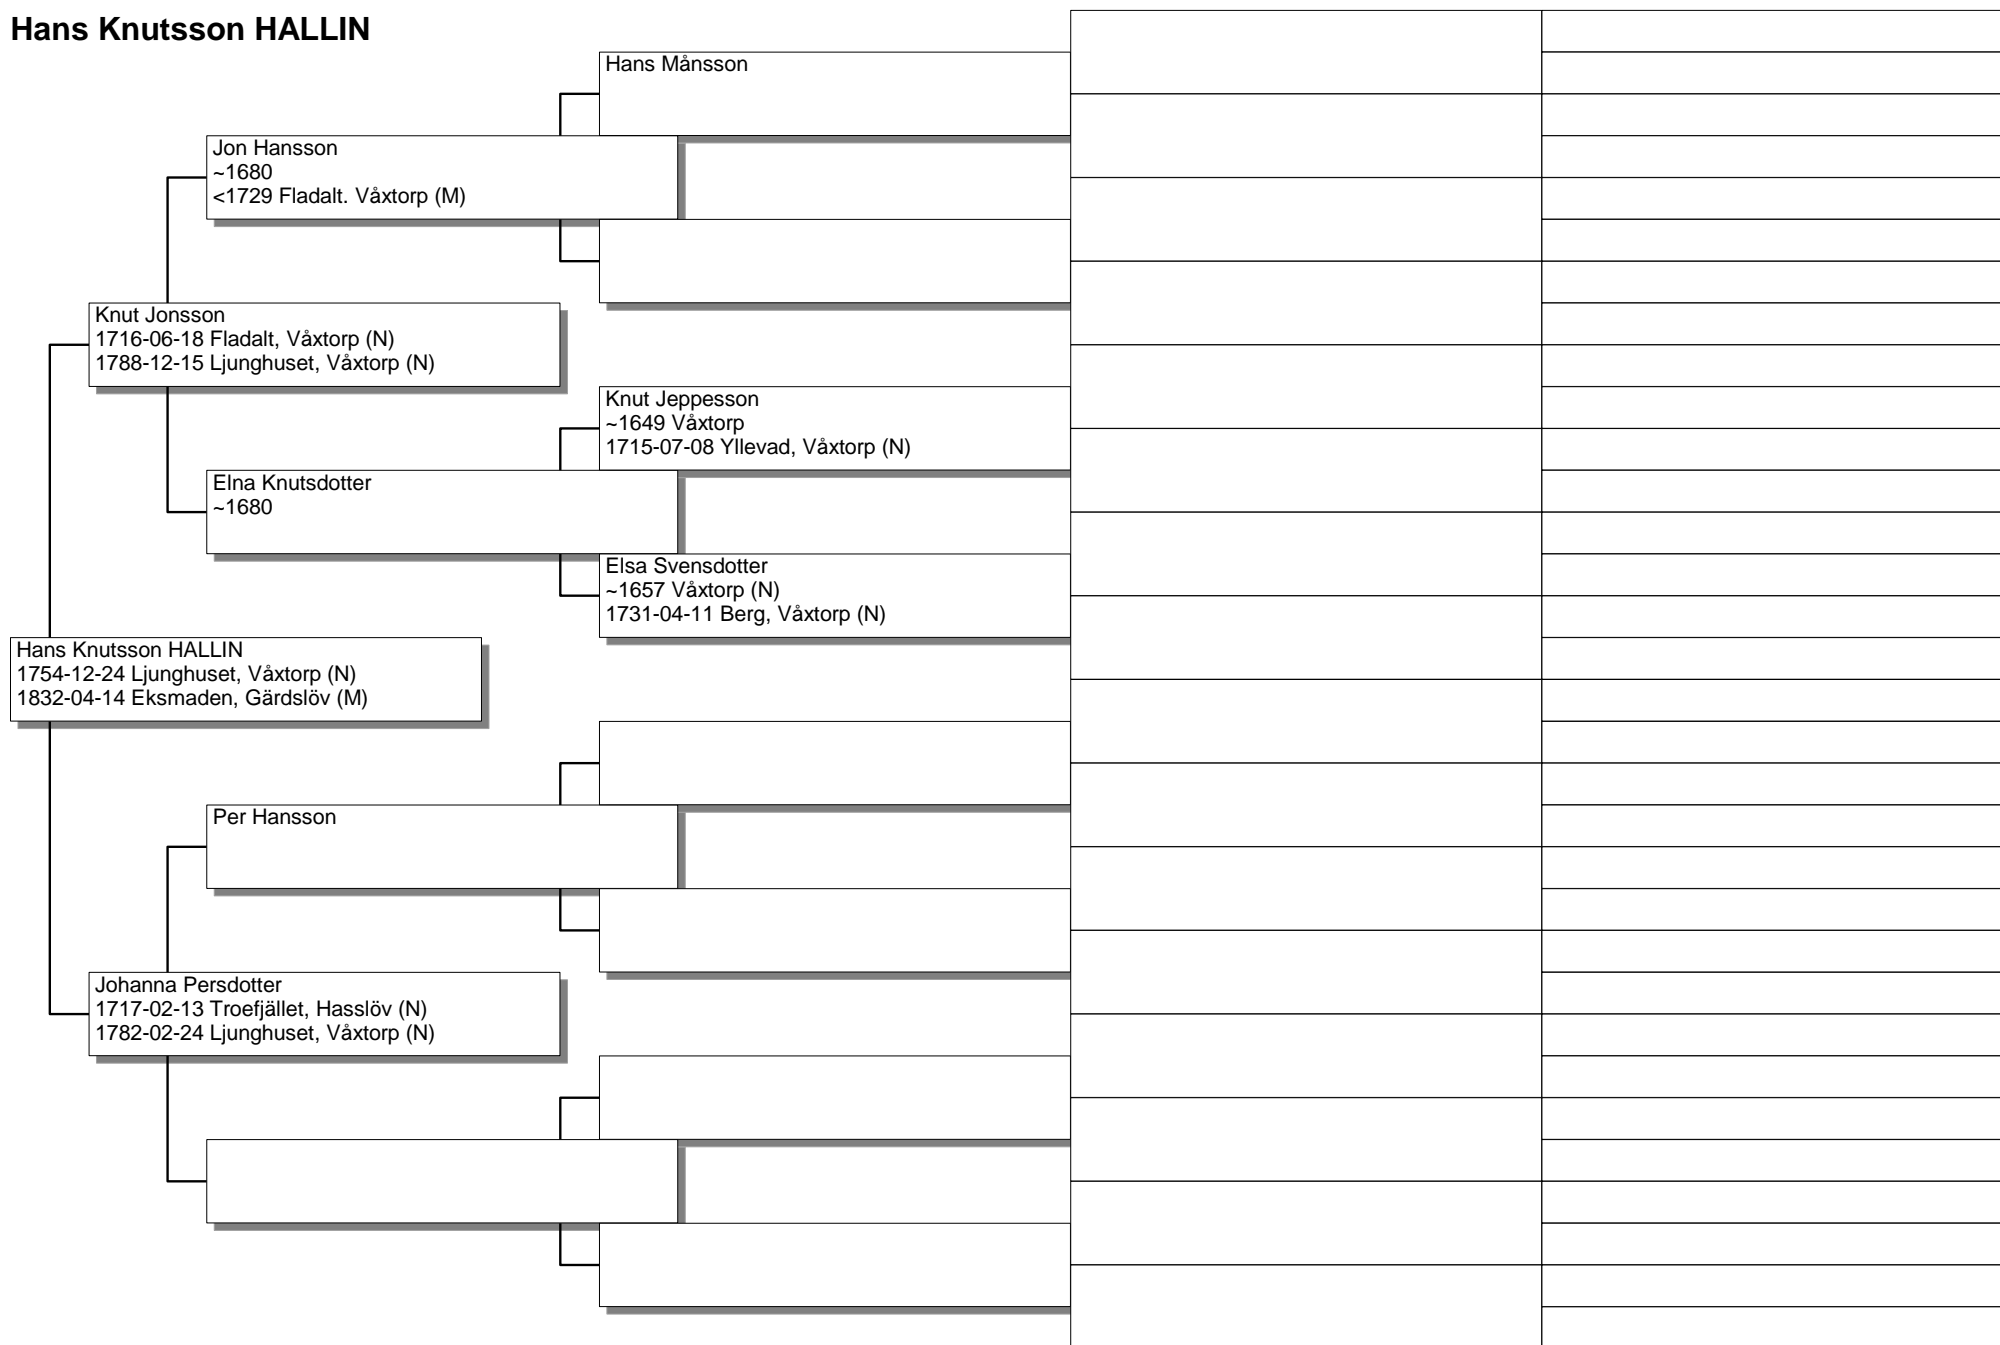 Hans Knutsson HALLIN
Hans Månsson
Jon Hansson
~1680
<1729 Fladalt. Våxtorp (M)
Knut Jonsson
1716-06-18 Fladalt, Våxtorp (N)
1788-12-15 Ljunghuset, Våxtorp (N)
Knut Jeppesson
~1649 Våxtorp
1715-07-08 Yllevad, Våxtorp (N)
Elna Knutsdotter
~1680
Elsa Svensdotter
~1657 Våxtorp (N)
1731-04-11 Berg, Våxtorp (N)
Hans Knutsson HALLIN
1754-12-24 Ljunghuset, Våxtorp (N)
1832-04-14 Eksmaden, Gärdslöv (M)
Per Hansson
Johanna Persdotter
1717-02-13 Troefjället, Hasslöv (N)
1782-02-24 Ljunghuset, Våxtorp (N)